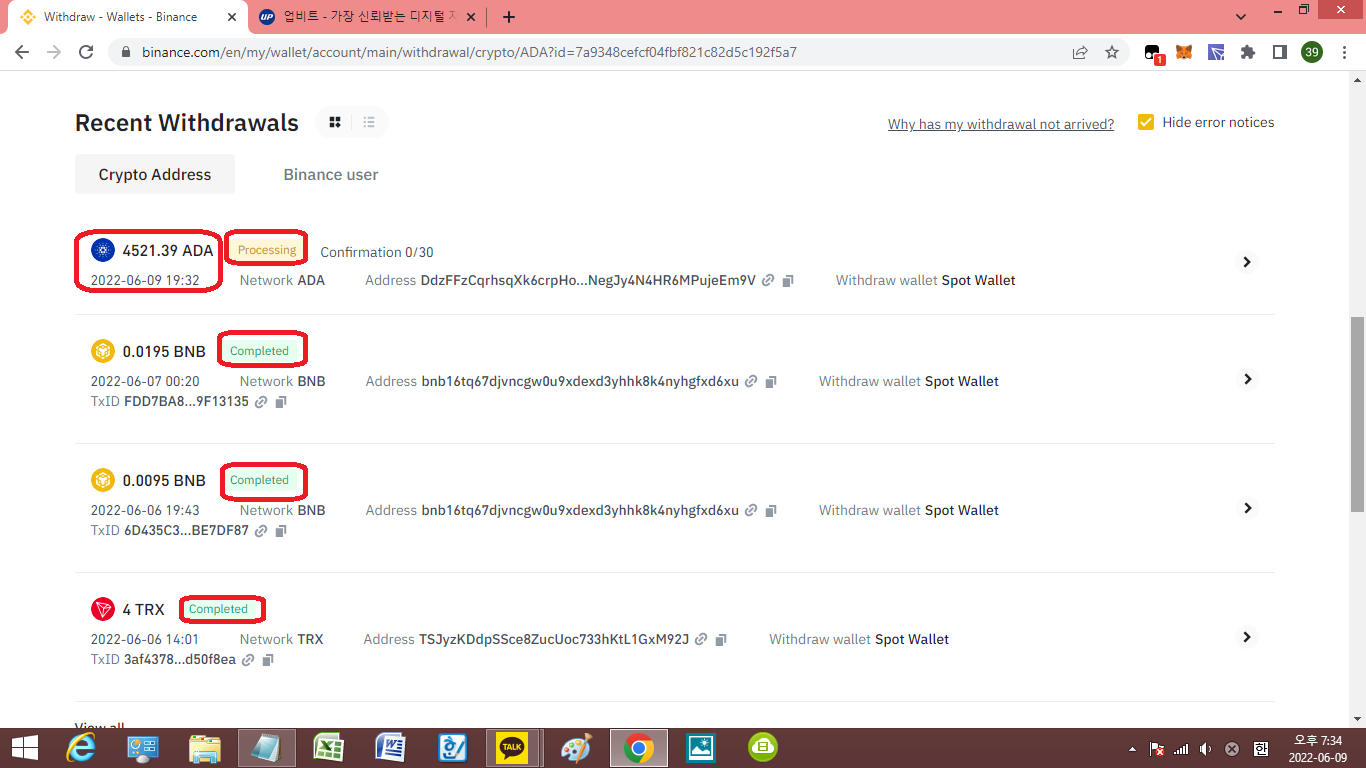 Withdraw - Wallets - Binance
UP 업비트 - 가장 신뢰받는 디지털
binance.com/en/my/wallet/account/main/withdrawal/crypto/ADA?id=7a9348cefcf04fbf821c82d5c192f5a7
1
39
Recent Withdrawals
Why has my withdrawal not arrived?
Hide error notices
Crypto Address
Binance user
4521.39 ADA Processing Confirmation 0/30
2022-06-09 19:32 Network ADA Address DdzFFzCqrhsqXk6crpHo...NegJy4N4HR6MPujeEm9V Withdraw wallet Spot Wallet
0.0195 BNB Completed
2022-06-07 00:20 Network BNB Address bnb16tq67djvncgw0u9xdexd3yhhk8k4nyhgfxd6xu Withdraw wallet Spot Wallet
TxID FDD7BA8...9F13135
0.0095 BNB Completed
2022-06-06 19:43 Network BNB Address bnb16tq67djvncgw0u9xdexd3yhhk8k4nyhgfxd6xu Withdraw wallet Spot Wallet
TxID 6D435C3...BE7DF87
4 TRX Completed
2022-06-06 14:01 Network TRX Address TSJyzKDdpSSce8ZucUoc733hKtL1GxM92J Withdraw wallet Spot Wallet
TxID 3af4378...d50f8ea
View all
TALK
한
오후 7:34
2022-06-09